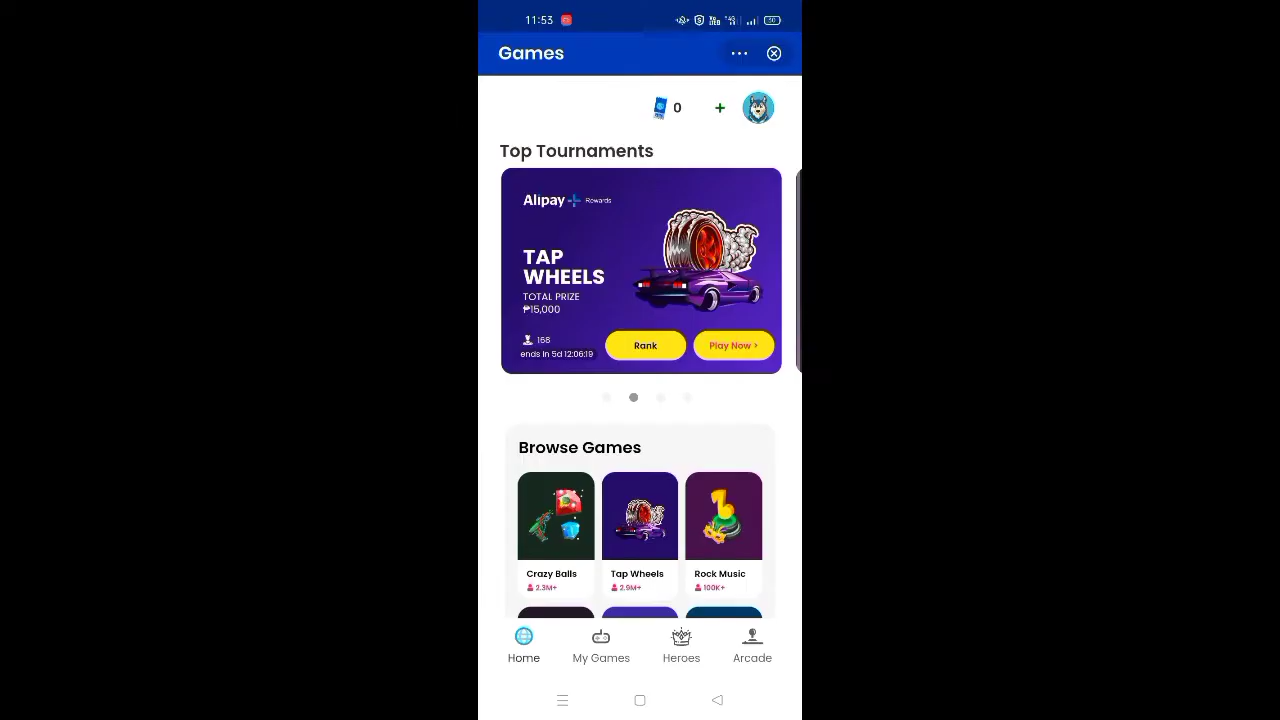 11:53
Games
0
+
Top Tournaments
Alipay+ Rewards
TAP
WHEELS
TOTAL PRIZE
₱15,000
168
ends in 5d 12:06:19
Rank
Play Now >
Browse Games
Crazy Balls
Tap Wheels
Rock Music
2.3M+
2.9M+
100K+
Home
My Games
Heroes
Arcade